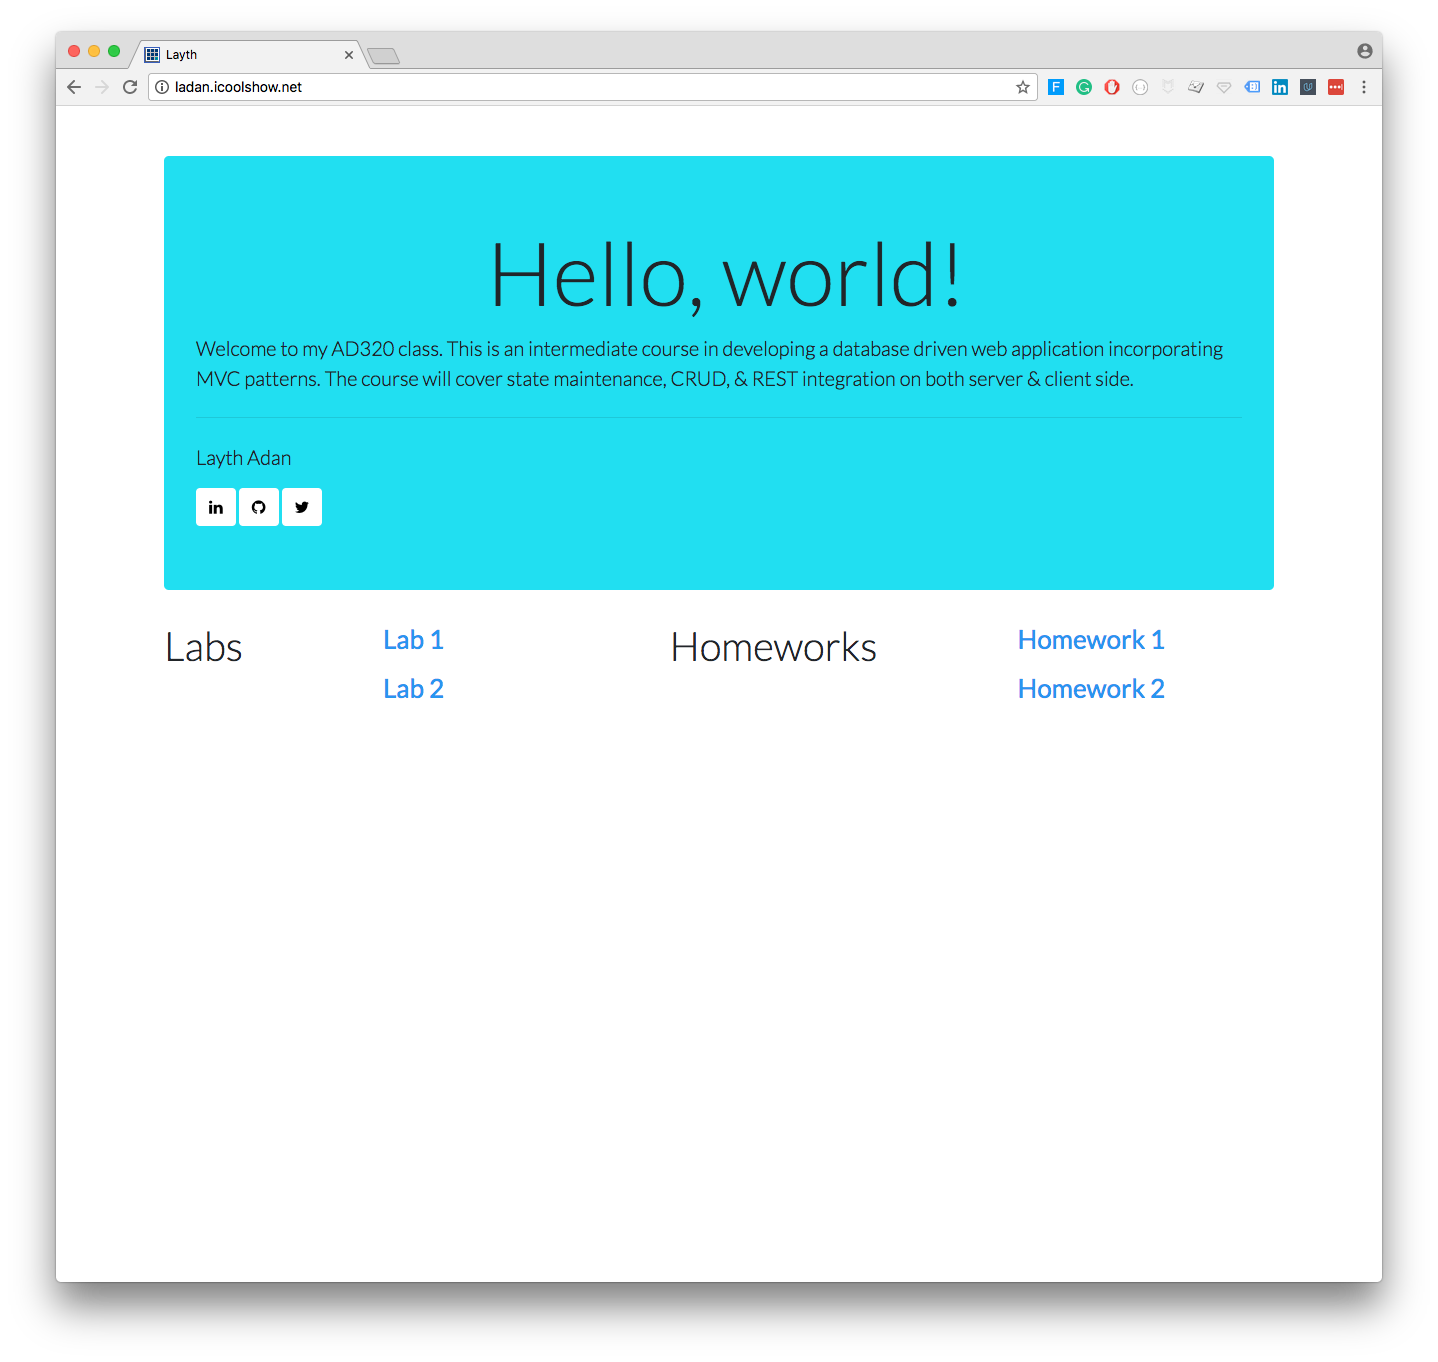 Layth
ladan.icoolshow.net
Hello, world!
Welcome to my AD320 class. This is an intermediate course in developing a database driven web application incorporating
MVC patterns. The course will cover state maintenance, CRUD, & REST integration on both server & client side.
Layth Adan
in
Labs
Lab 1
Lab 2
Homeworks
Homework 1
Homework 2